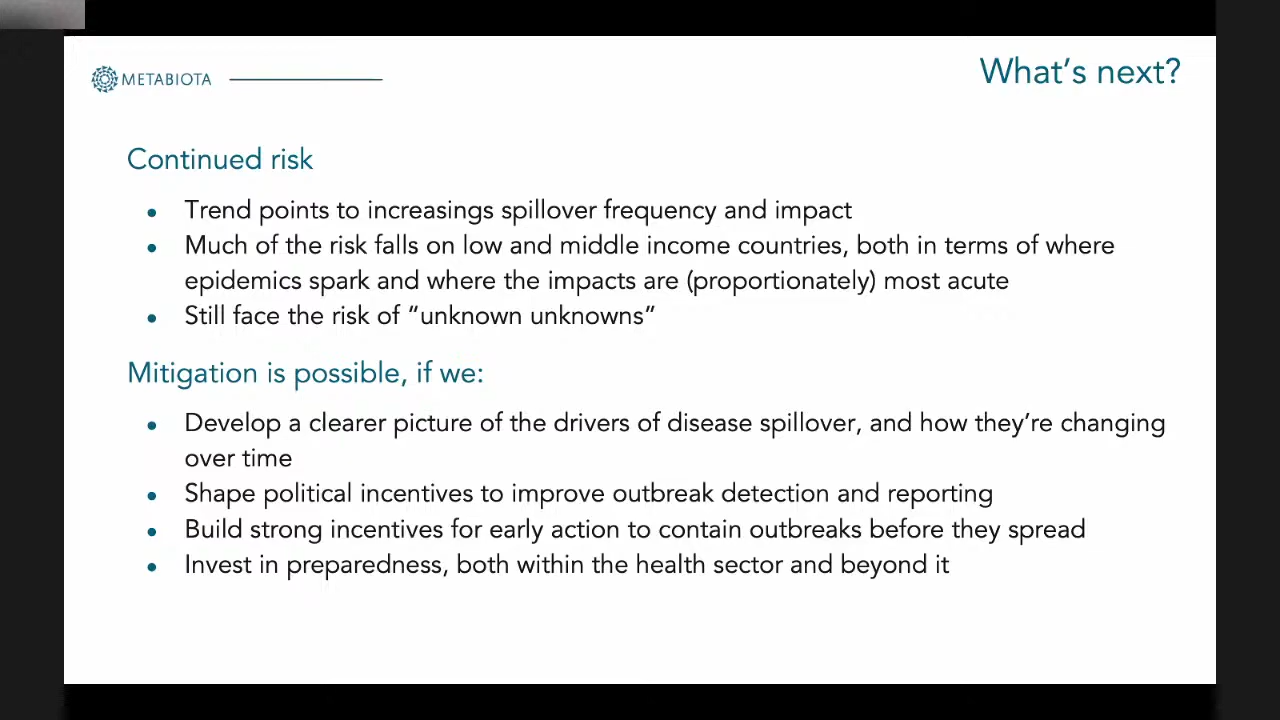 METABIOTA
What's next?
Continued risk
• Trend points to increasings spillover frequency and impact
• Much of the risk falls on low and middle income countries, both in terms of where
epidemics spark and where the impacts are (proportionately) most acute
• Still face the risk of "unknown unknowns"
Mitigation is possible, if we:
• Develop a clearer picture of the drivers of disease spillover, and how they're changing
over time
• Shape political incentives to improve outbreak detection and reporting
• Build strong incentives for early action to contain outbreaks before they spread
• Invest in preparedness, both within the health sector and beyond it